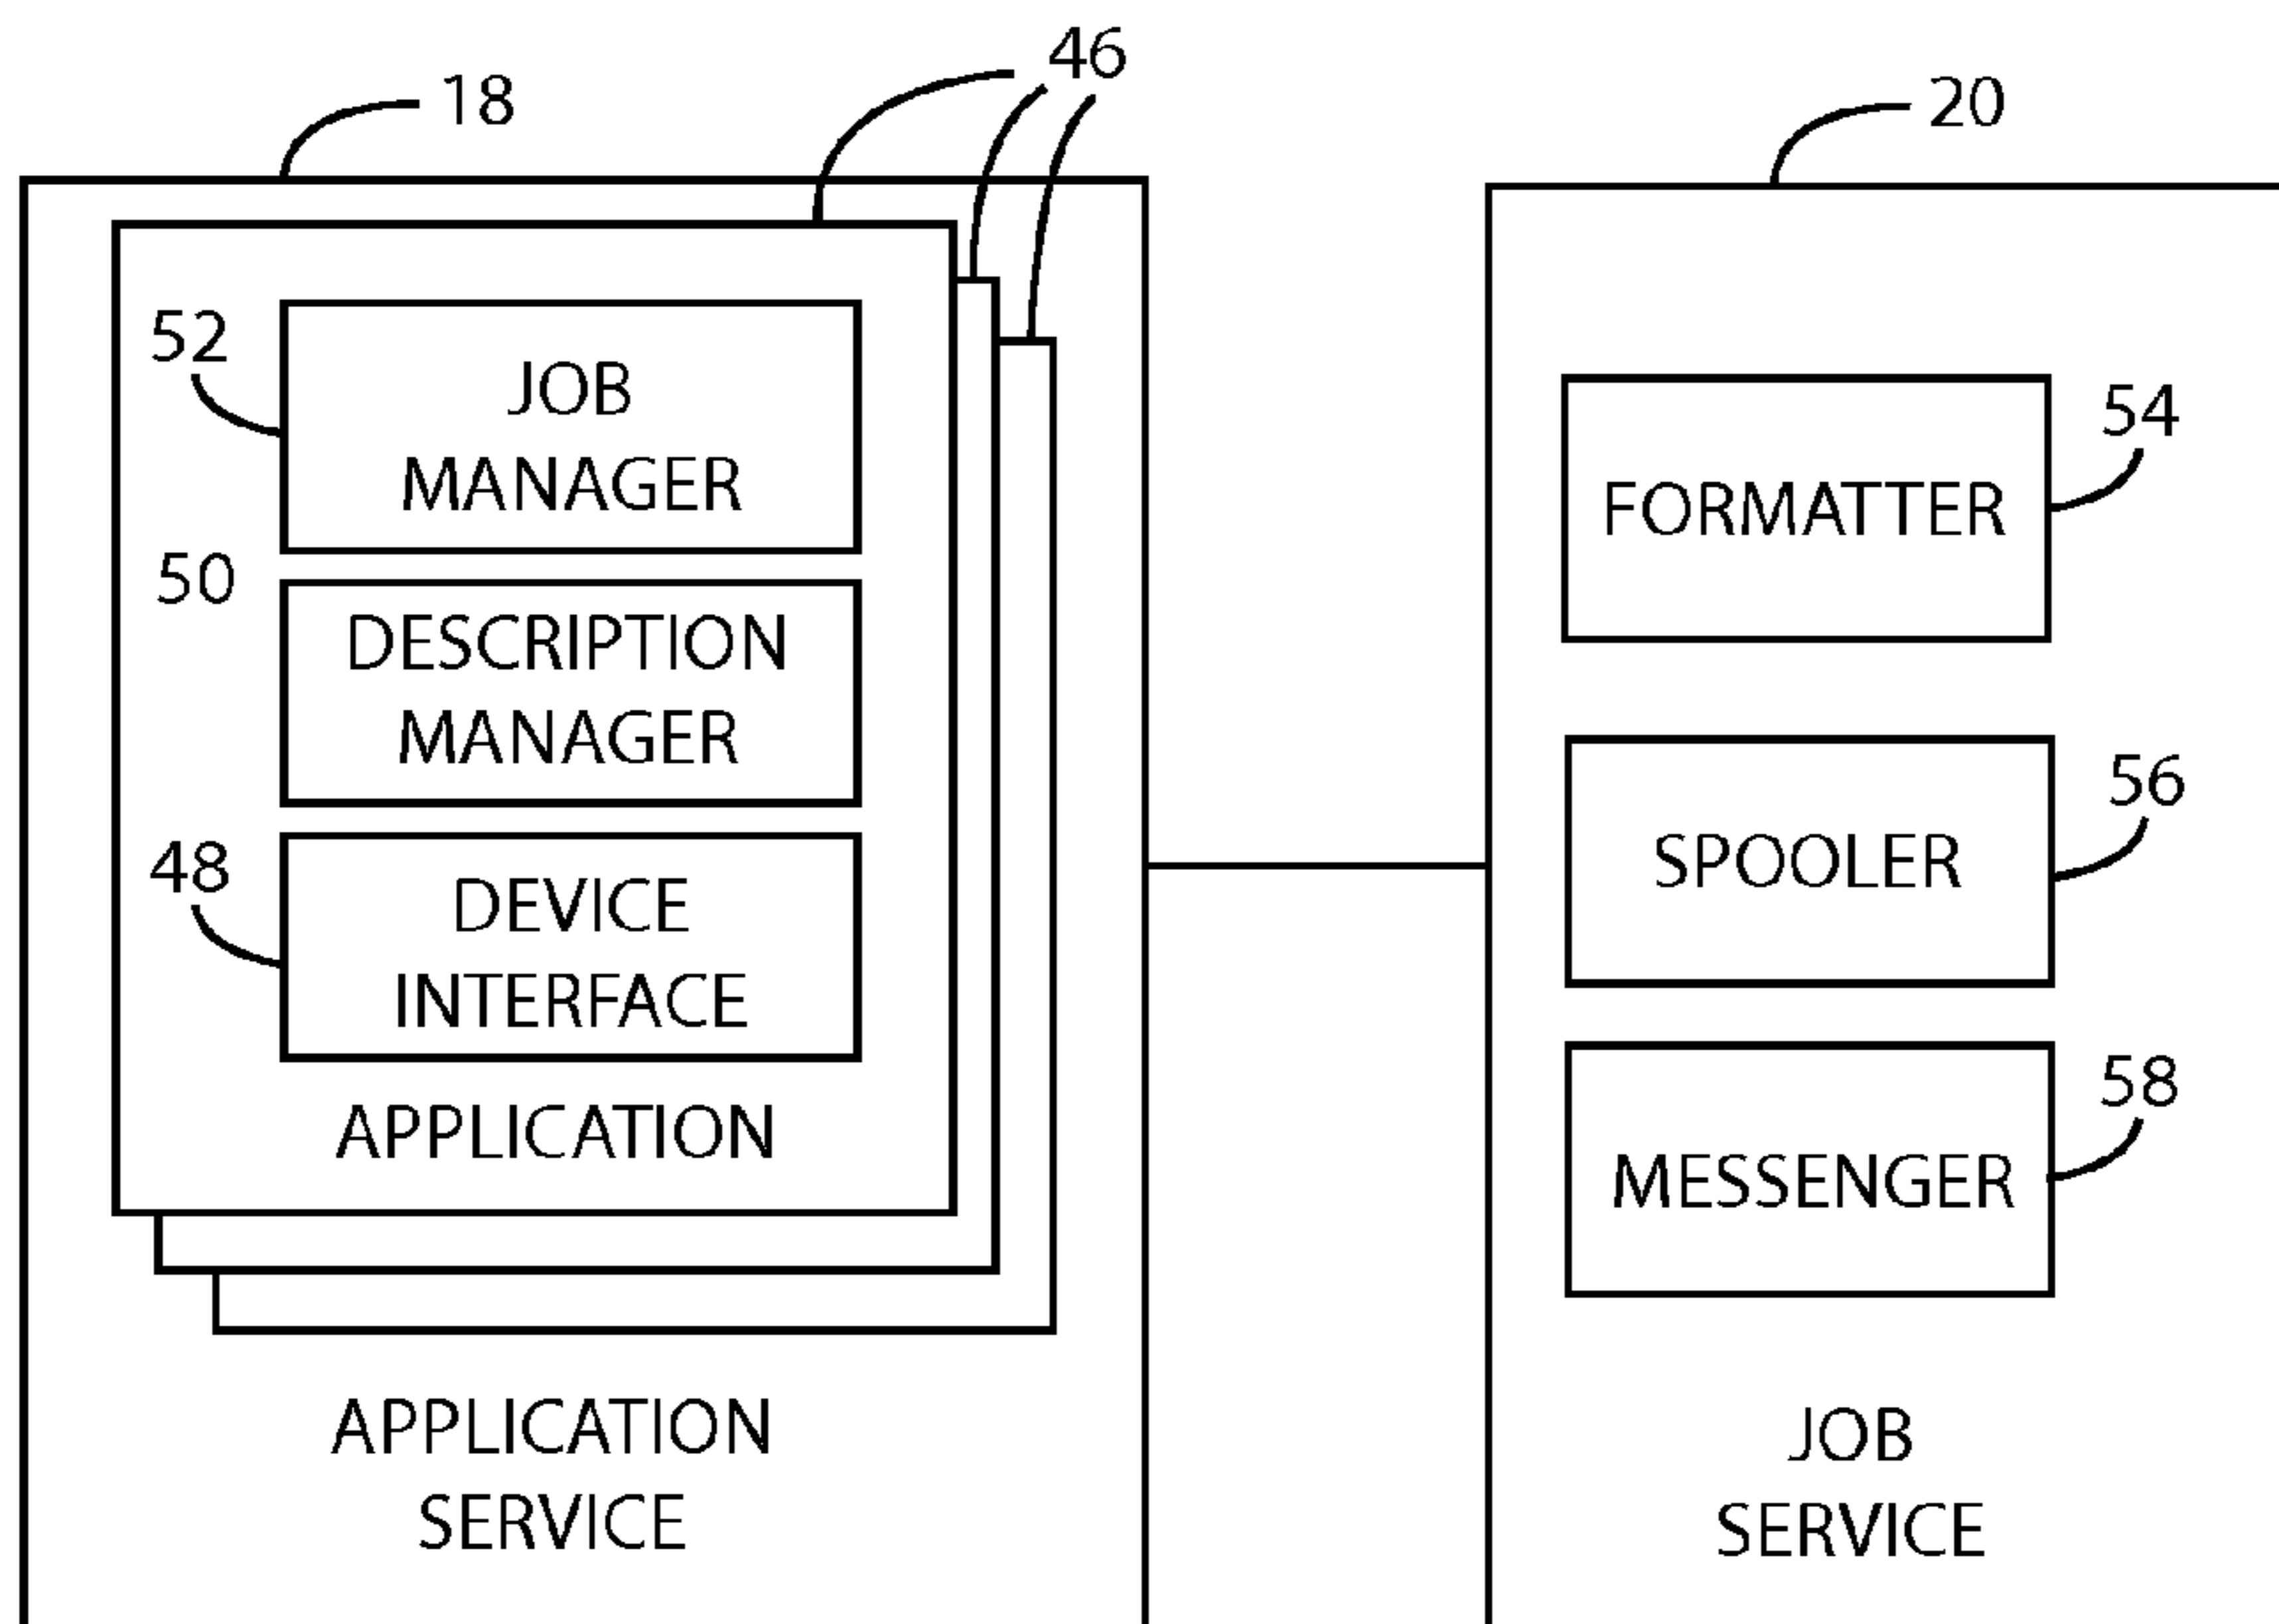 46
18
20
52
JOB
MANAGER
50
DESCRIPTION
MANAGER
48
DEVICE
INTERFACE
APPLICATION
APPLICATION
SERVICE
54
FORMATTER
56
SPOOLER
58
MESSENGER
JOB
SERVICE